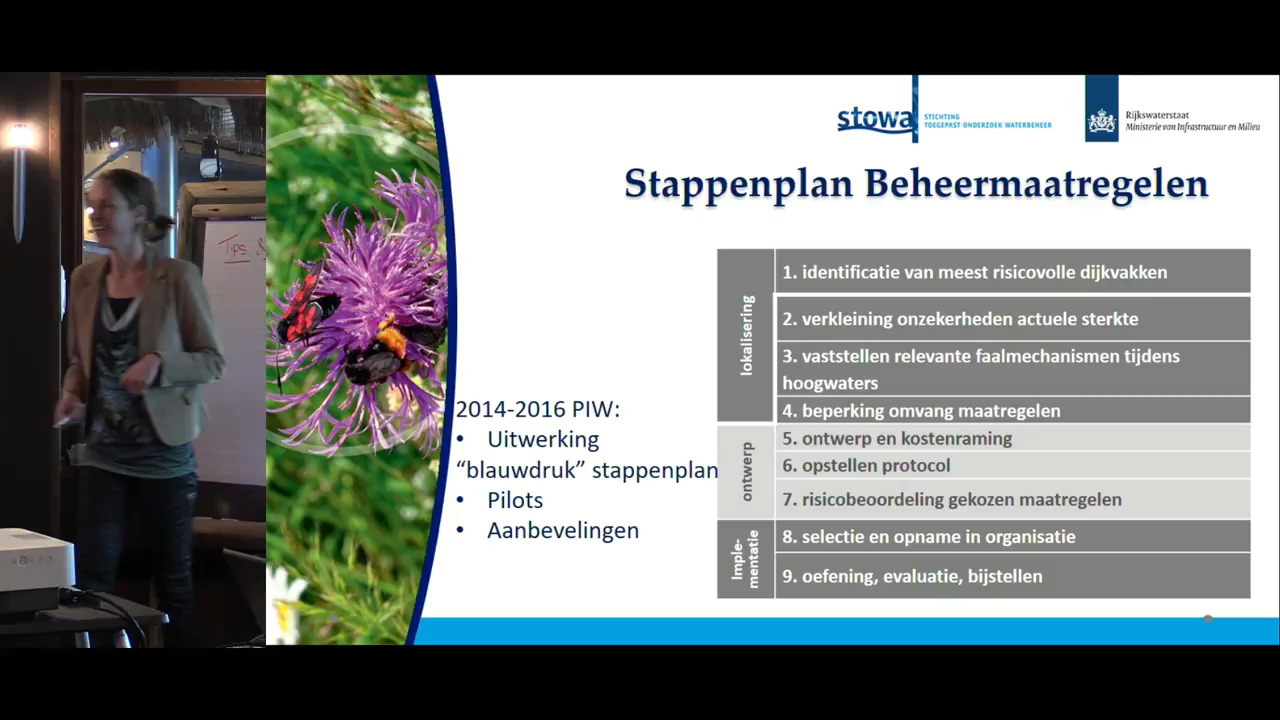 stowa
STICHTING
TOEGEPAST ONDERZOEK WATERBEHEER
Rijkswaterstaat
Ministerie van Infrastructuur en Milieu
Stappenplan Beheermaatregelen
Tips &
2014-2016 PIW:
• Uitwerking
“blauwdruk” stappenplan
• Pilots
• Aanbevelingen
lokalisering
1. identificatie van meest risicovolle dijkvakken
2. verkleining onzekerheden actuele sterkte
3. vaststellen relevante faalmechanismen tijdens
hoogwaters
4. beperking omvang maatregelen
ontwerp
5. ontwerp en kostenraming
6. opstellen protocol
7. risicobeoordeling gekozen maatregelen
Imple-
mentatie
8. selectie en opname in organisatie
9. oefening, evaluatie, bijstellen